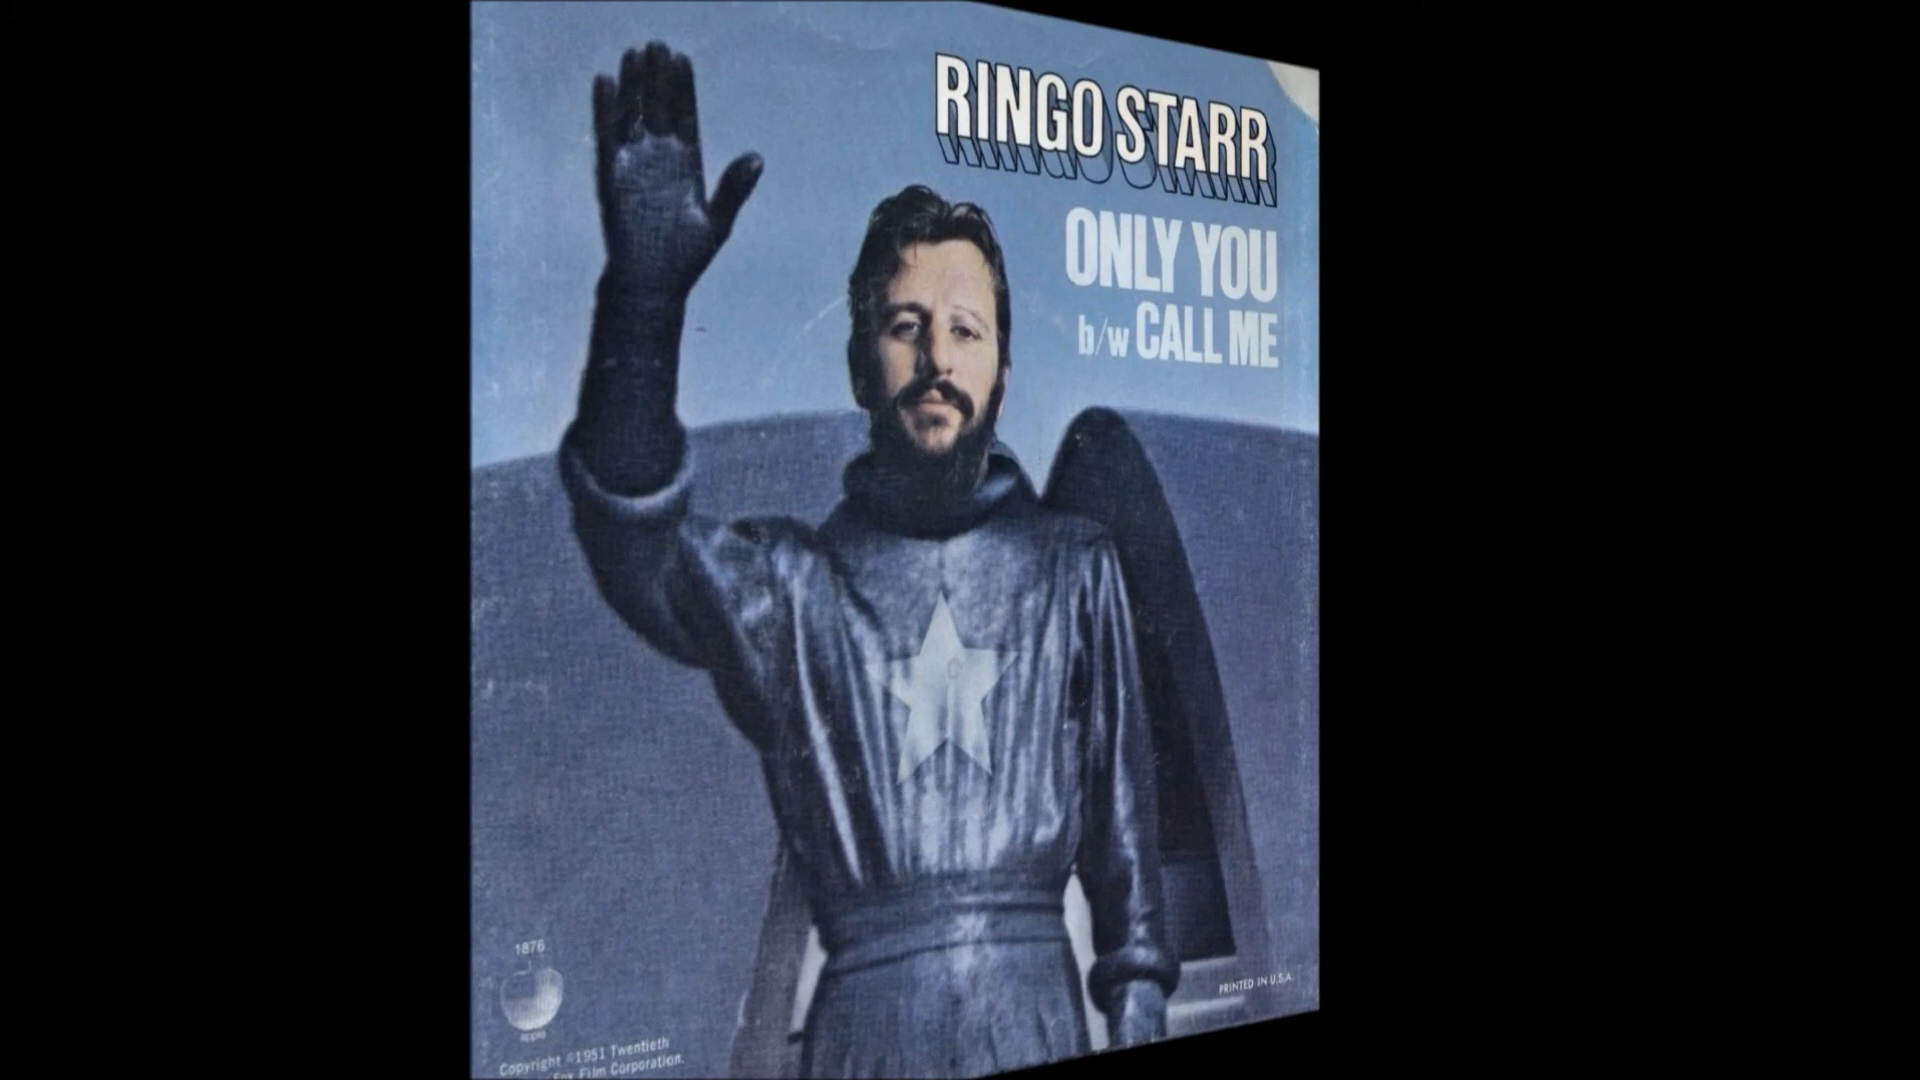 RINGO STARR
ONLY YOU
b/w CALL ME
1876
PRINTED IN U.S.A.
Copyright ©1951 Twentieth
Fox Film Corporation.